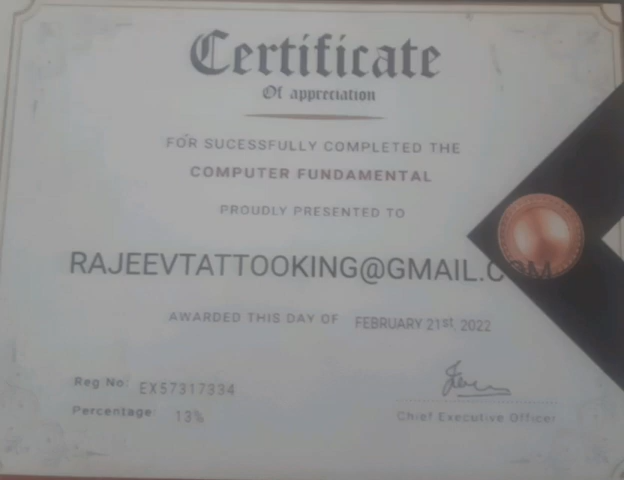 Certificate
Of appreciation
FOR SUCESSFULLY COMPLETED THE
COMPUTER FUNDAMENTAL
PROUDLY PRESENTED TO
RAJEEVTATTOOKING@GMAIL.COM
AWARDED THIS DAY OF FEBRUARY 21st, 2022
Reg No: EX57317334
Percentage: 13%
Chief Executive Officer